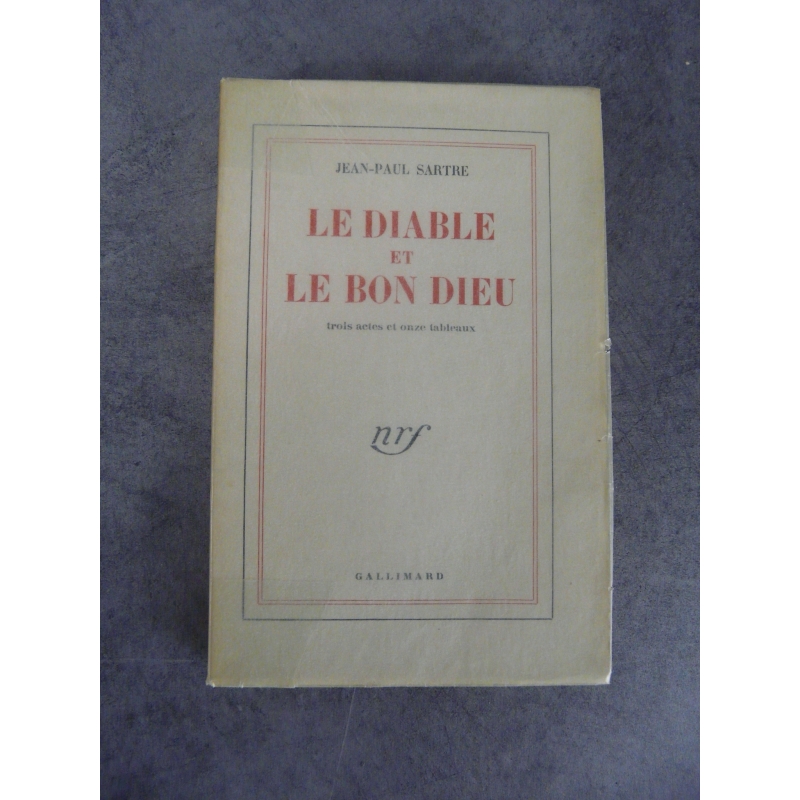 JEAN-PAUL SARTRE
LE DIABLE
ET
LE BON DIEU
trois actes et onze tableaux
nrf
GALLIMARD